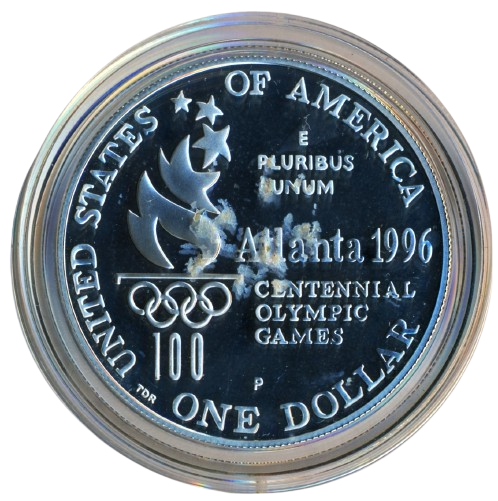 UNITED STATES OF AMERICA
E
PLURIBUS
UNUM
Atlanta 1996
CENTENNIAL
OLYMPIC
GAMES
100
P
TDR
ONE DOLLAR